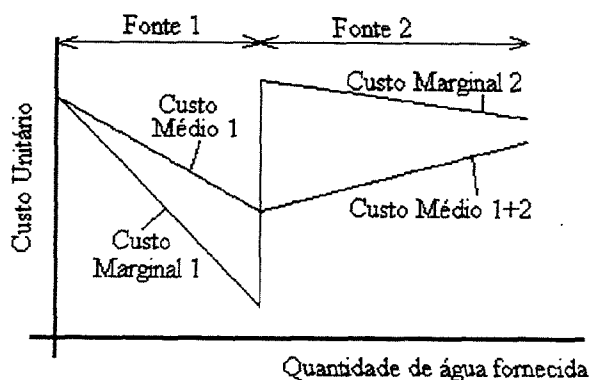 Fonte 1
Fonte 2
Custo Marginal 2
Custo
Médio 1
Custo Unitário
Custo Médio 1+2
Custo
Marginal 1
Quantidade de água fornecida